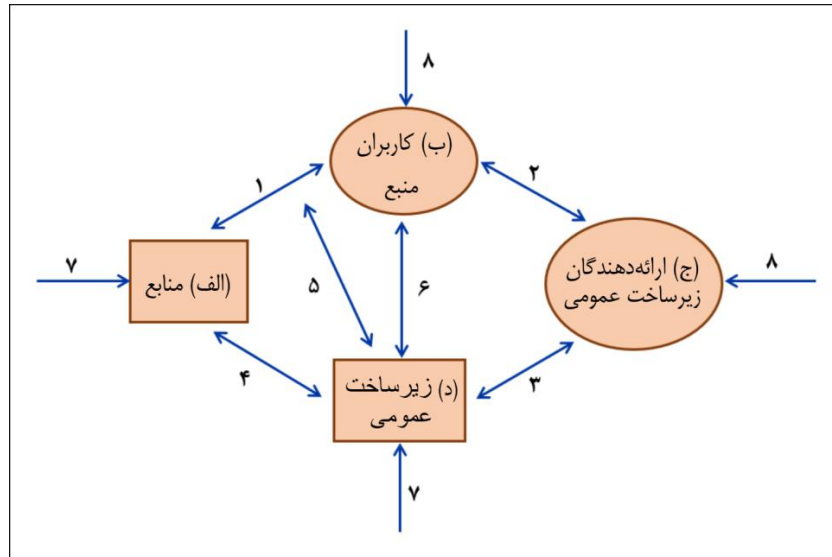 ۸
(ب) کاربران
منبع
۱
۲
۷
(الف) منابع
۵
۶
(ج) ارائه‌دهندگان
زیرساخت عمومی
۸
۴
(د) زیرساخت
عمومی
۳
۷